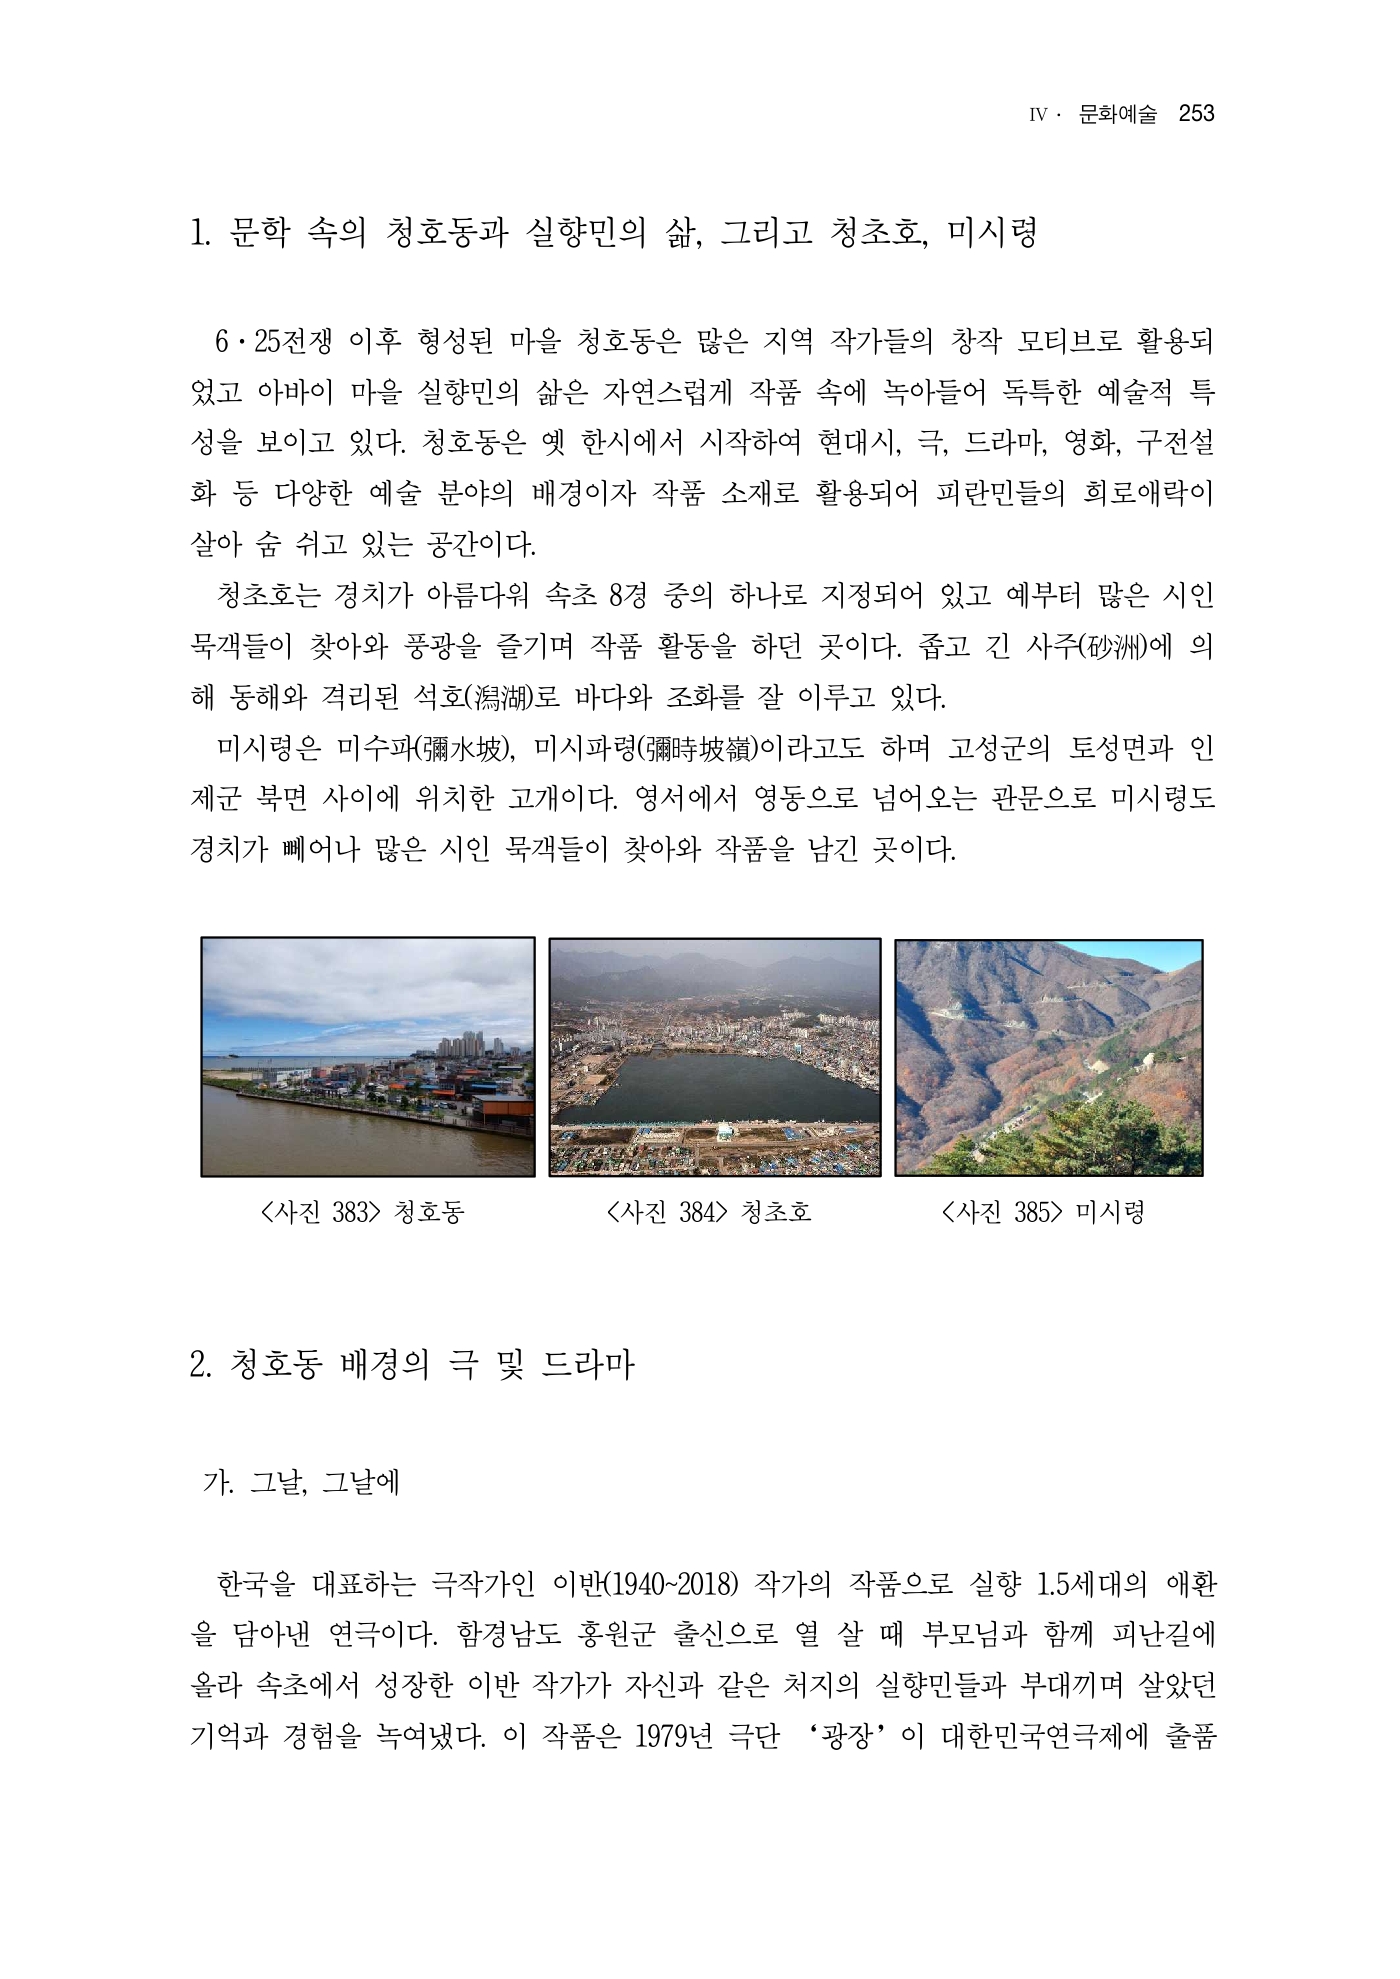 Ⅳ · 문화예술 253
1. 문학 속의 청호동과 실향민의 삶, 그리고 청초호, 미시령
6·25전쟁 이후 형성된 마을 청호동은 많은 지역 작가들의 창작 모티브로 활용되
었고 아바이 마을 실향민의 삶은 자연스럽게 작품 속에 녹아들어 독특한 예술적 특
성을 보이고 있다. 청호동은 옛 한시에서 시작하여 현대시, 극, 드라마, 영화, 구전설
화 등 다양한 예술 분야의 배경이자 작품 소재로 활용되어 피란민들의 희로애락이
살아 숨 쉬고 있는 공간이다.
청초호는 경치가 아름다워 속초 8경 중의 하나로 지정되어 있고 예부터 많은 시인
묵객들이 찾아와 풍광을 즐기며 작품 활동을 하던 곳이다. 좁고 긴 사주(砂洲)에 의
해 동해와 격리된 석호(潟湖)로 바다와 조화를 잘 이루고 있다.
미시령은 미수파(彌水坡), 미시파령(彌時坡嶺)이라고도 하며 고성군의 토성면과 인
제군 북면 사이에 위치한 고개이다. 영서에서 영동으로 넘어오는 관문으로 미시령도
경치가 빼어나 많은 시인 묵객들이 찾아와 작품을 남긴 곳이다.
<사진 383> 청호동
<사진 384> 청초호
<사진 385> 미시령
2. 청호동 배경의 극 및 드라마
가. 그날, 그날에
한국을 대표하는 극작가인 이반(1940~2018) 작가의 작품으로 실향 1.5세대의 애환
을 담아낸 연극이다. 함경남도 홍원군 출신으로 열 살 때 부모님과 함께 피난길에
올라 속초에서 성장한 이반 작가가 자신과 같은 처지의 실향민들과 부대끼며 살았던
기억과 경험을 녹여냈다. 이 작품은 1979년 극단 ‘광장’이 대한민국연극제에 출품